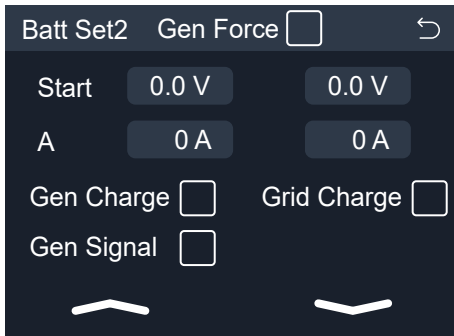 Batt Set2 Gen Force
Start 0.0 V 0.0 V
A 0 A 0 A
Gen Charge Grid Charge
Gen Signal